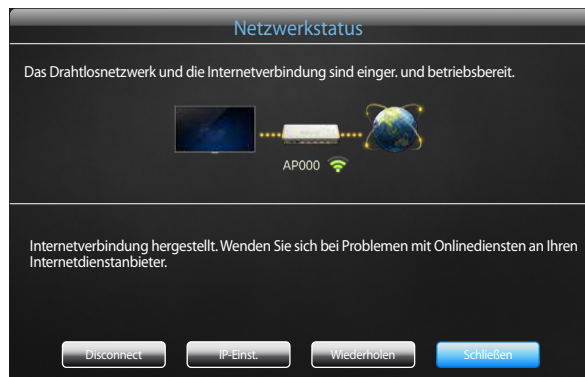 Netzwerkstatus
Das Drahtlosnetzwerk und die Internetverbindung sind einger. und betriebsbereit.
AP000
Internetverbindung hergestellt. Wenden Sie sich bei Problemen mit Onlinediensten an Ihren
Internetdienstanbieter.
Disconnect
IP-Einst.
Wiederholen
Schließen